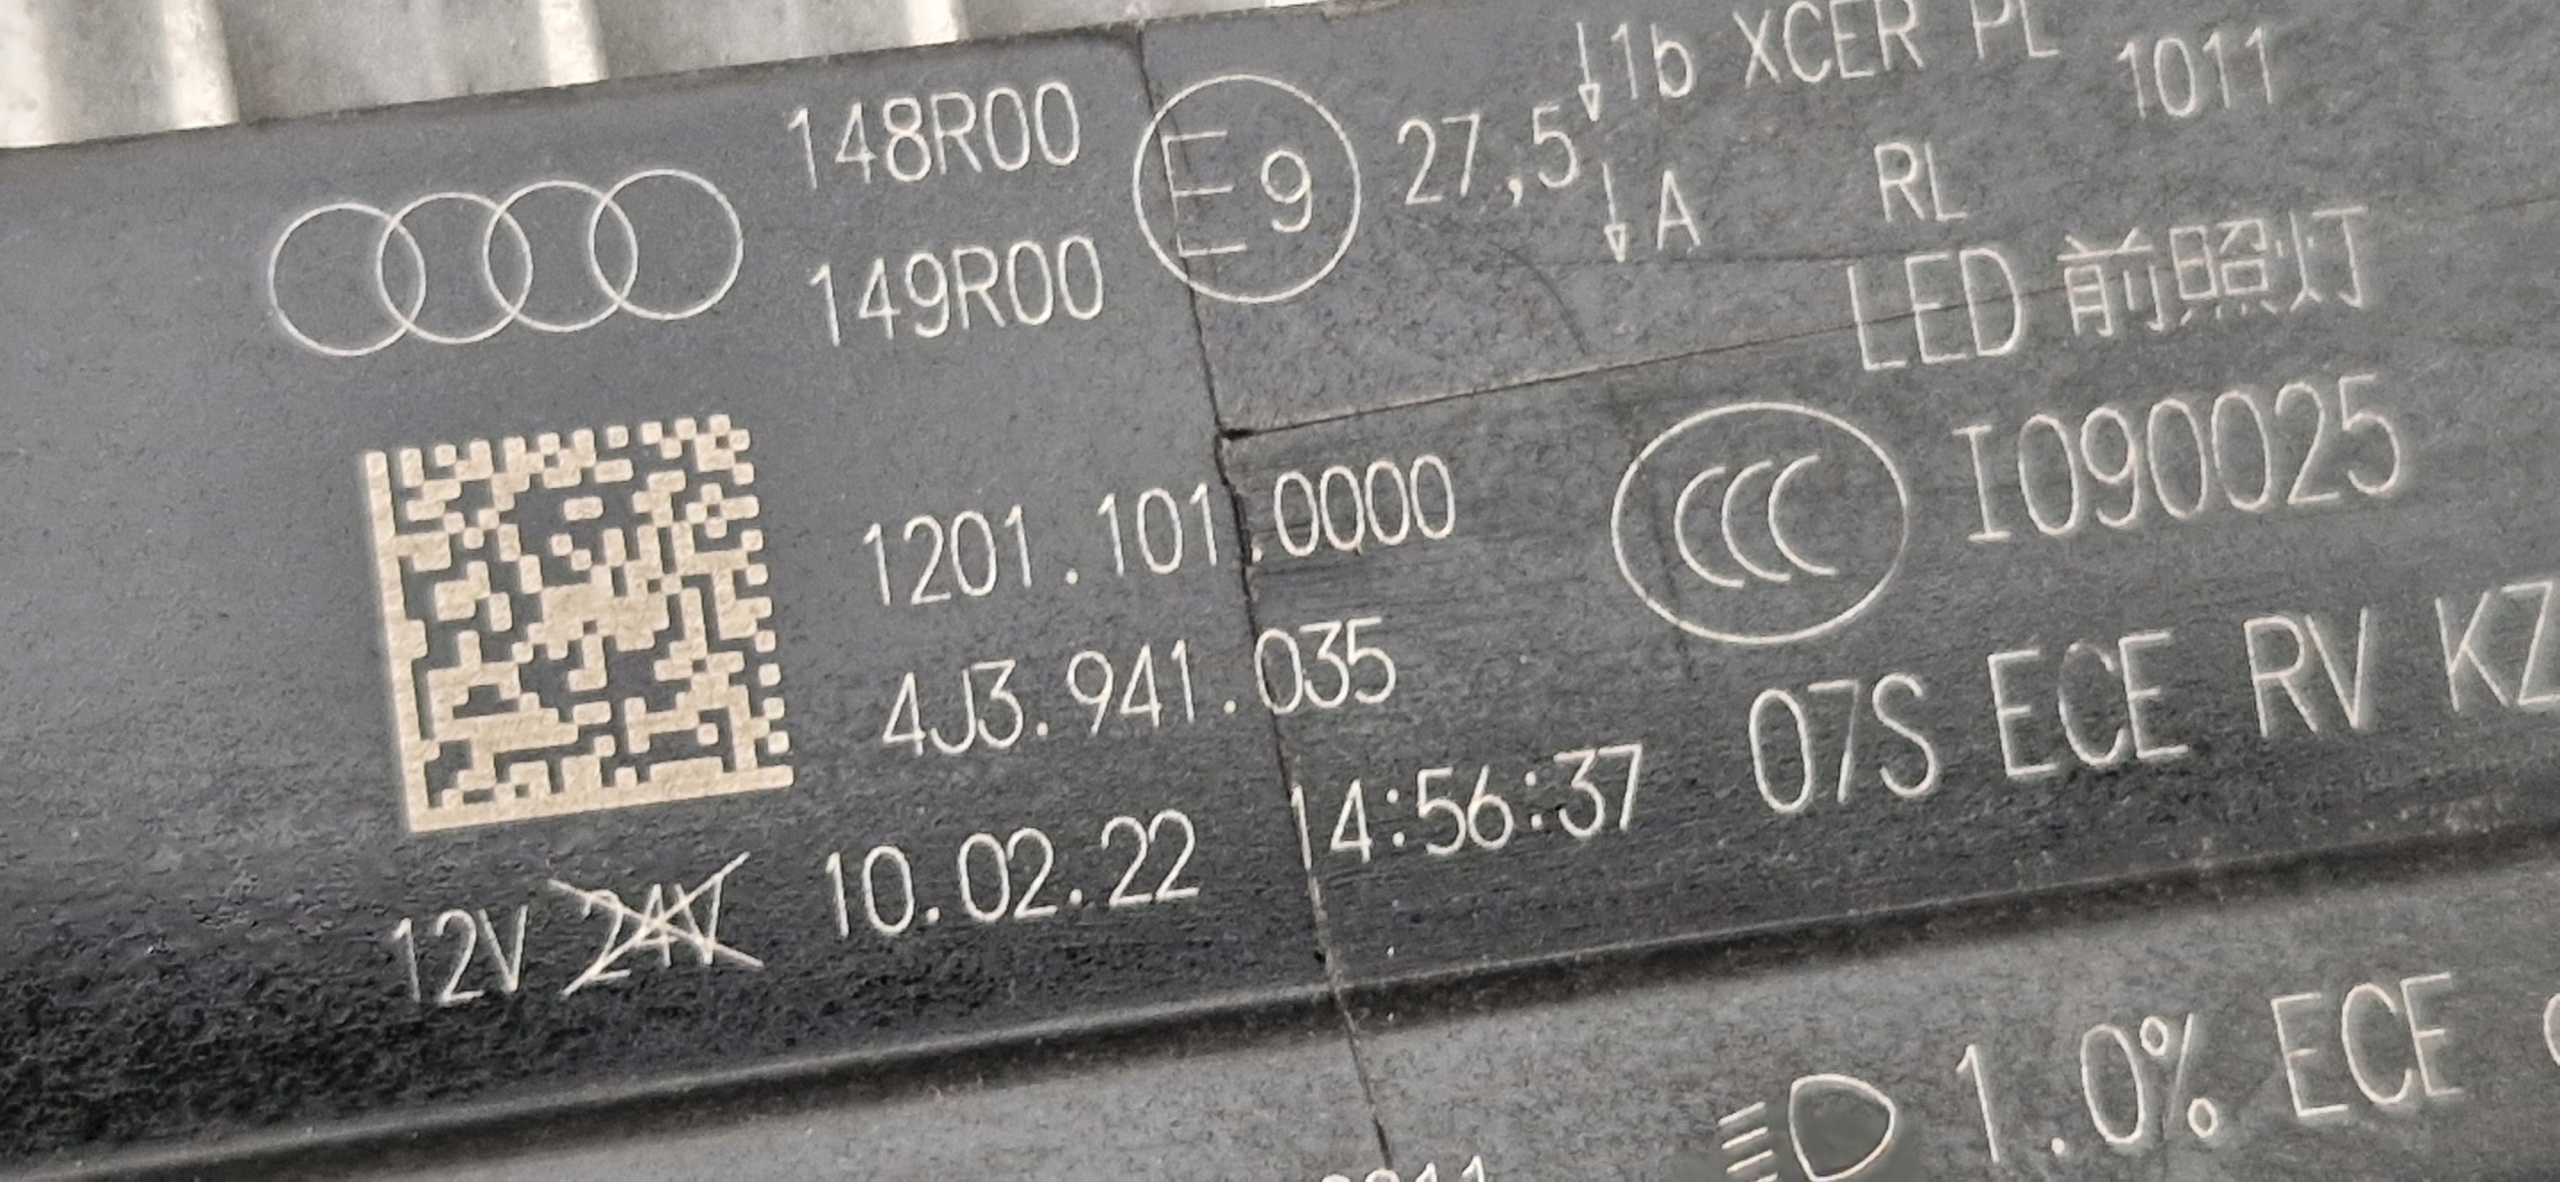 148R00
149R00
E9
27,5
1b XCER PL 1011
A RL
LED 前照灯
CCC I090025
1201.101.0000
4J3.941.035
12V 24V 10.02.22 14:56:37 07S ECE RV KZ
1.0% ECE